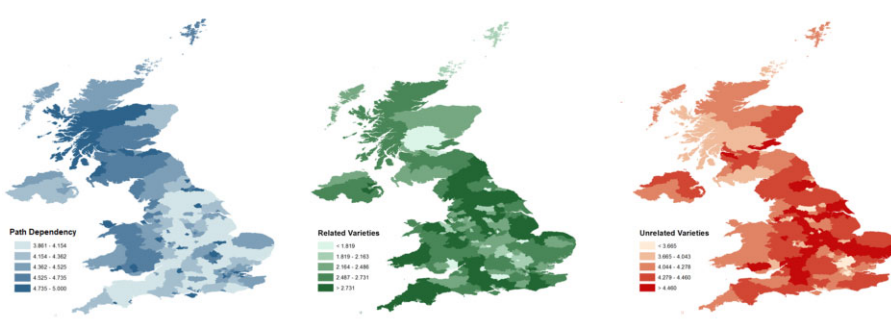 Path Dependency
3.861 - 4.154
4.154 - 4.362
4.362 - 4.525
4.525 - 4.735
4.735 - 5.000
Related Varieties
< 1.819
1.819 - 2.163
2.164 - 2.486
2.487 - 2.731
> 2.731
Unrelated Varieties
< 3.665
3.665 - 4.043
4.044 - 4.278
4.279 - 4.460
> 4.460